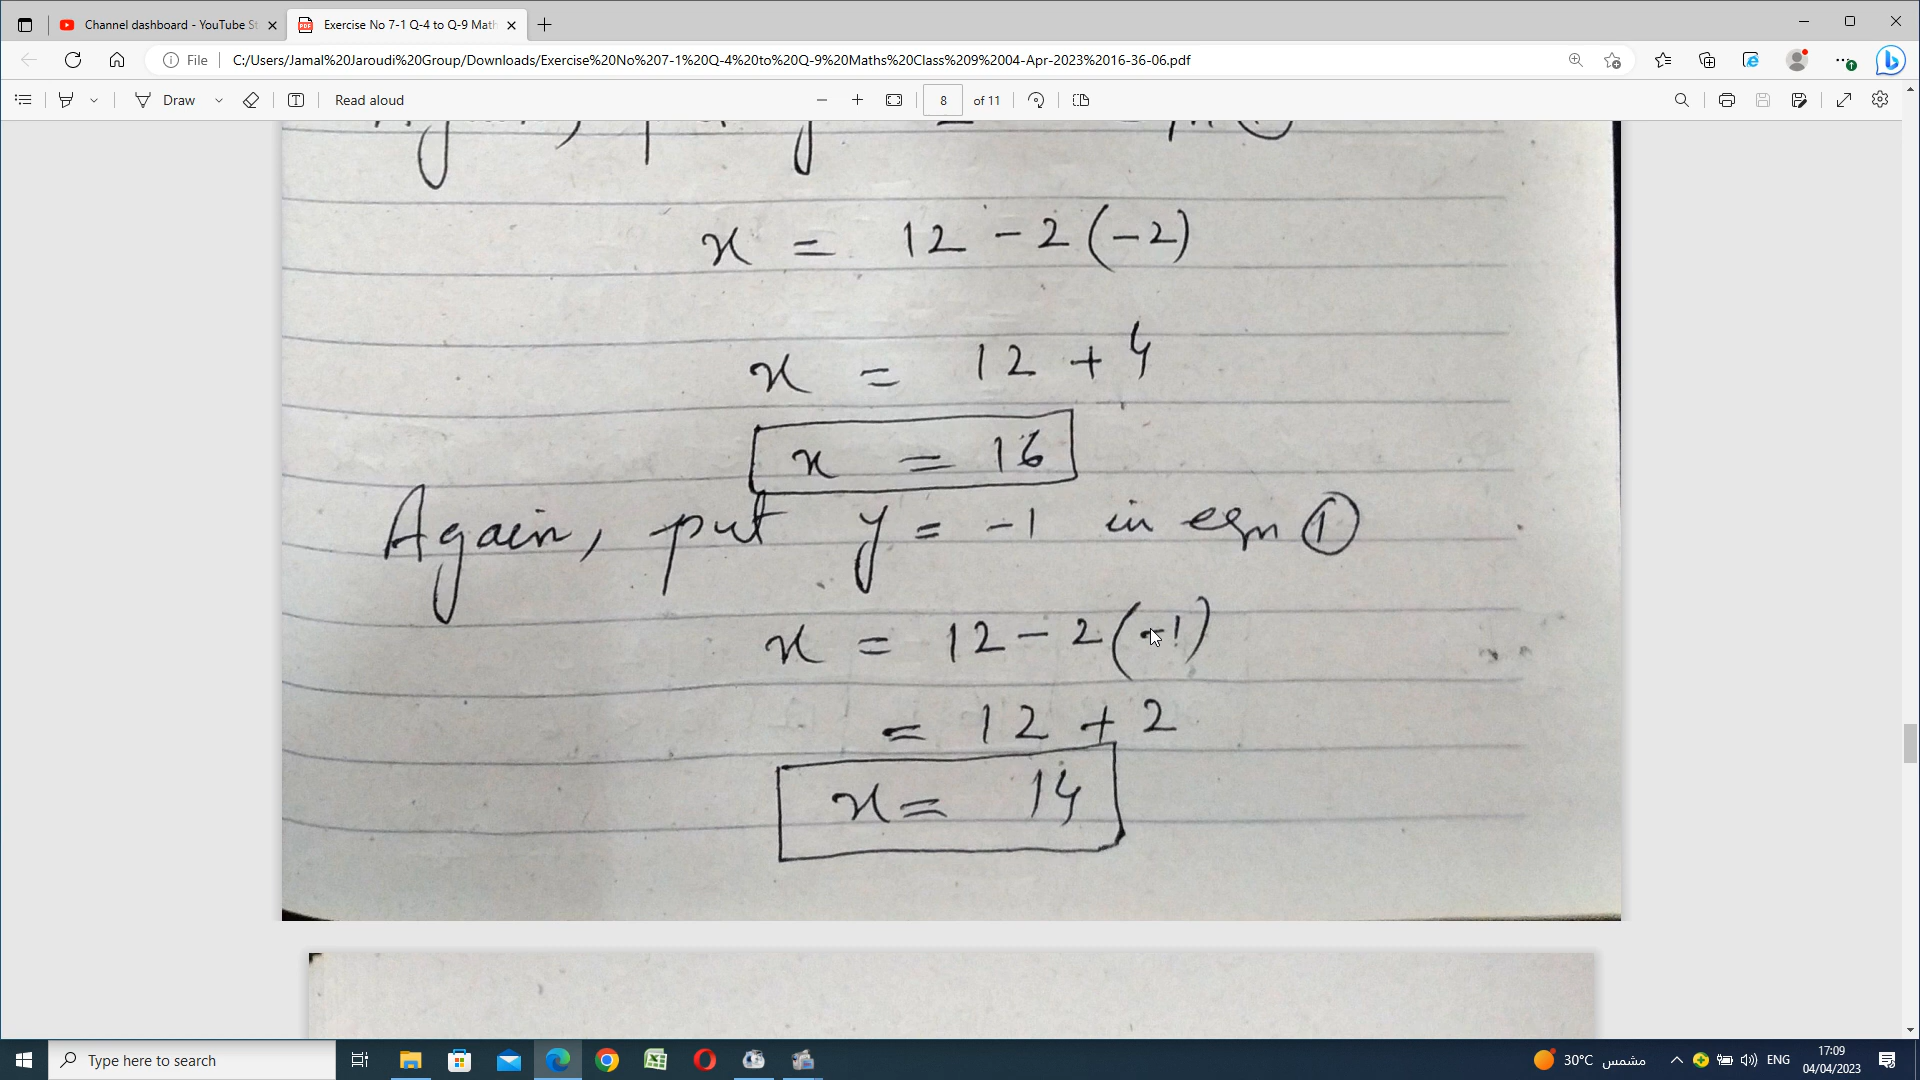 Channel dashboard - YouTube St
Exercise No 7-1 Q-4 to Q-9 Math
File C:/Users/Jamal%20Jaroudi%20Group/Downloads/Exercise%20No%207-1%20Q-4%20to%20Q-9%20Maths%20Class%209%2004-Apr-2023%2016-36-06.pdf
Draw Read aloud 8 of 11
x = 12 - 2(-2)
x = 12 + 4
x = 16
Again, put y = -1 in eqn ①
x = 12 - 2(-1)
= 12 + 2
x = 14
Type here to search
30°C مشمس
ENG
17:09
04/04/2023